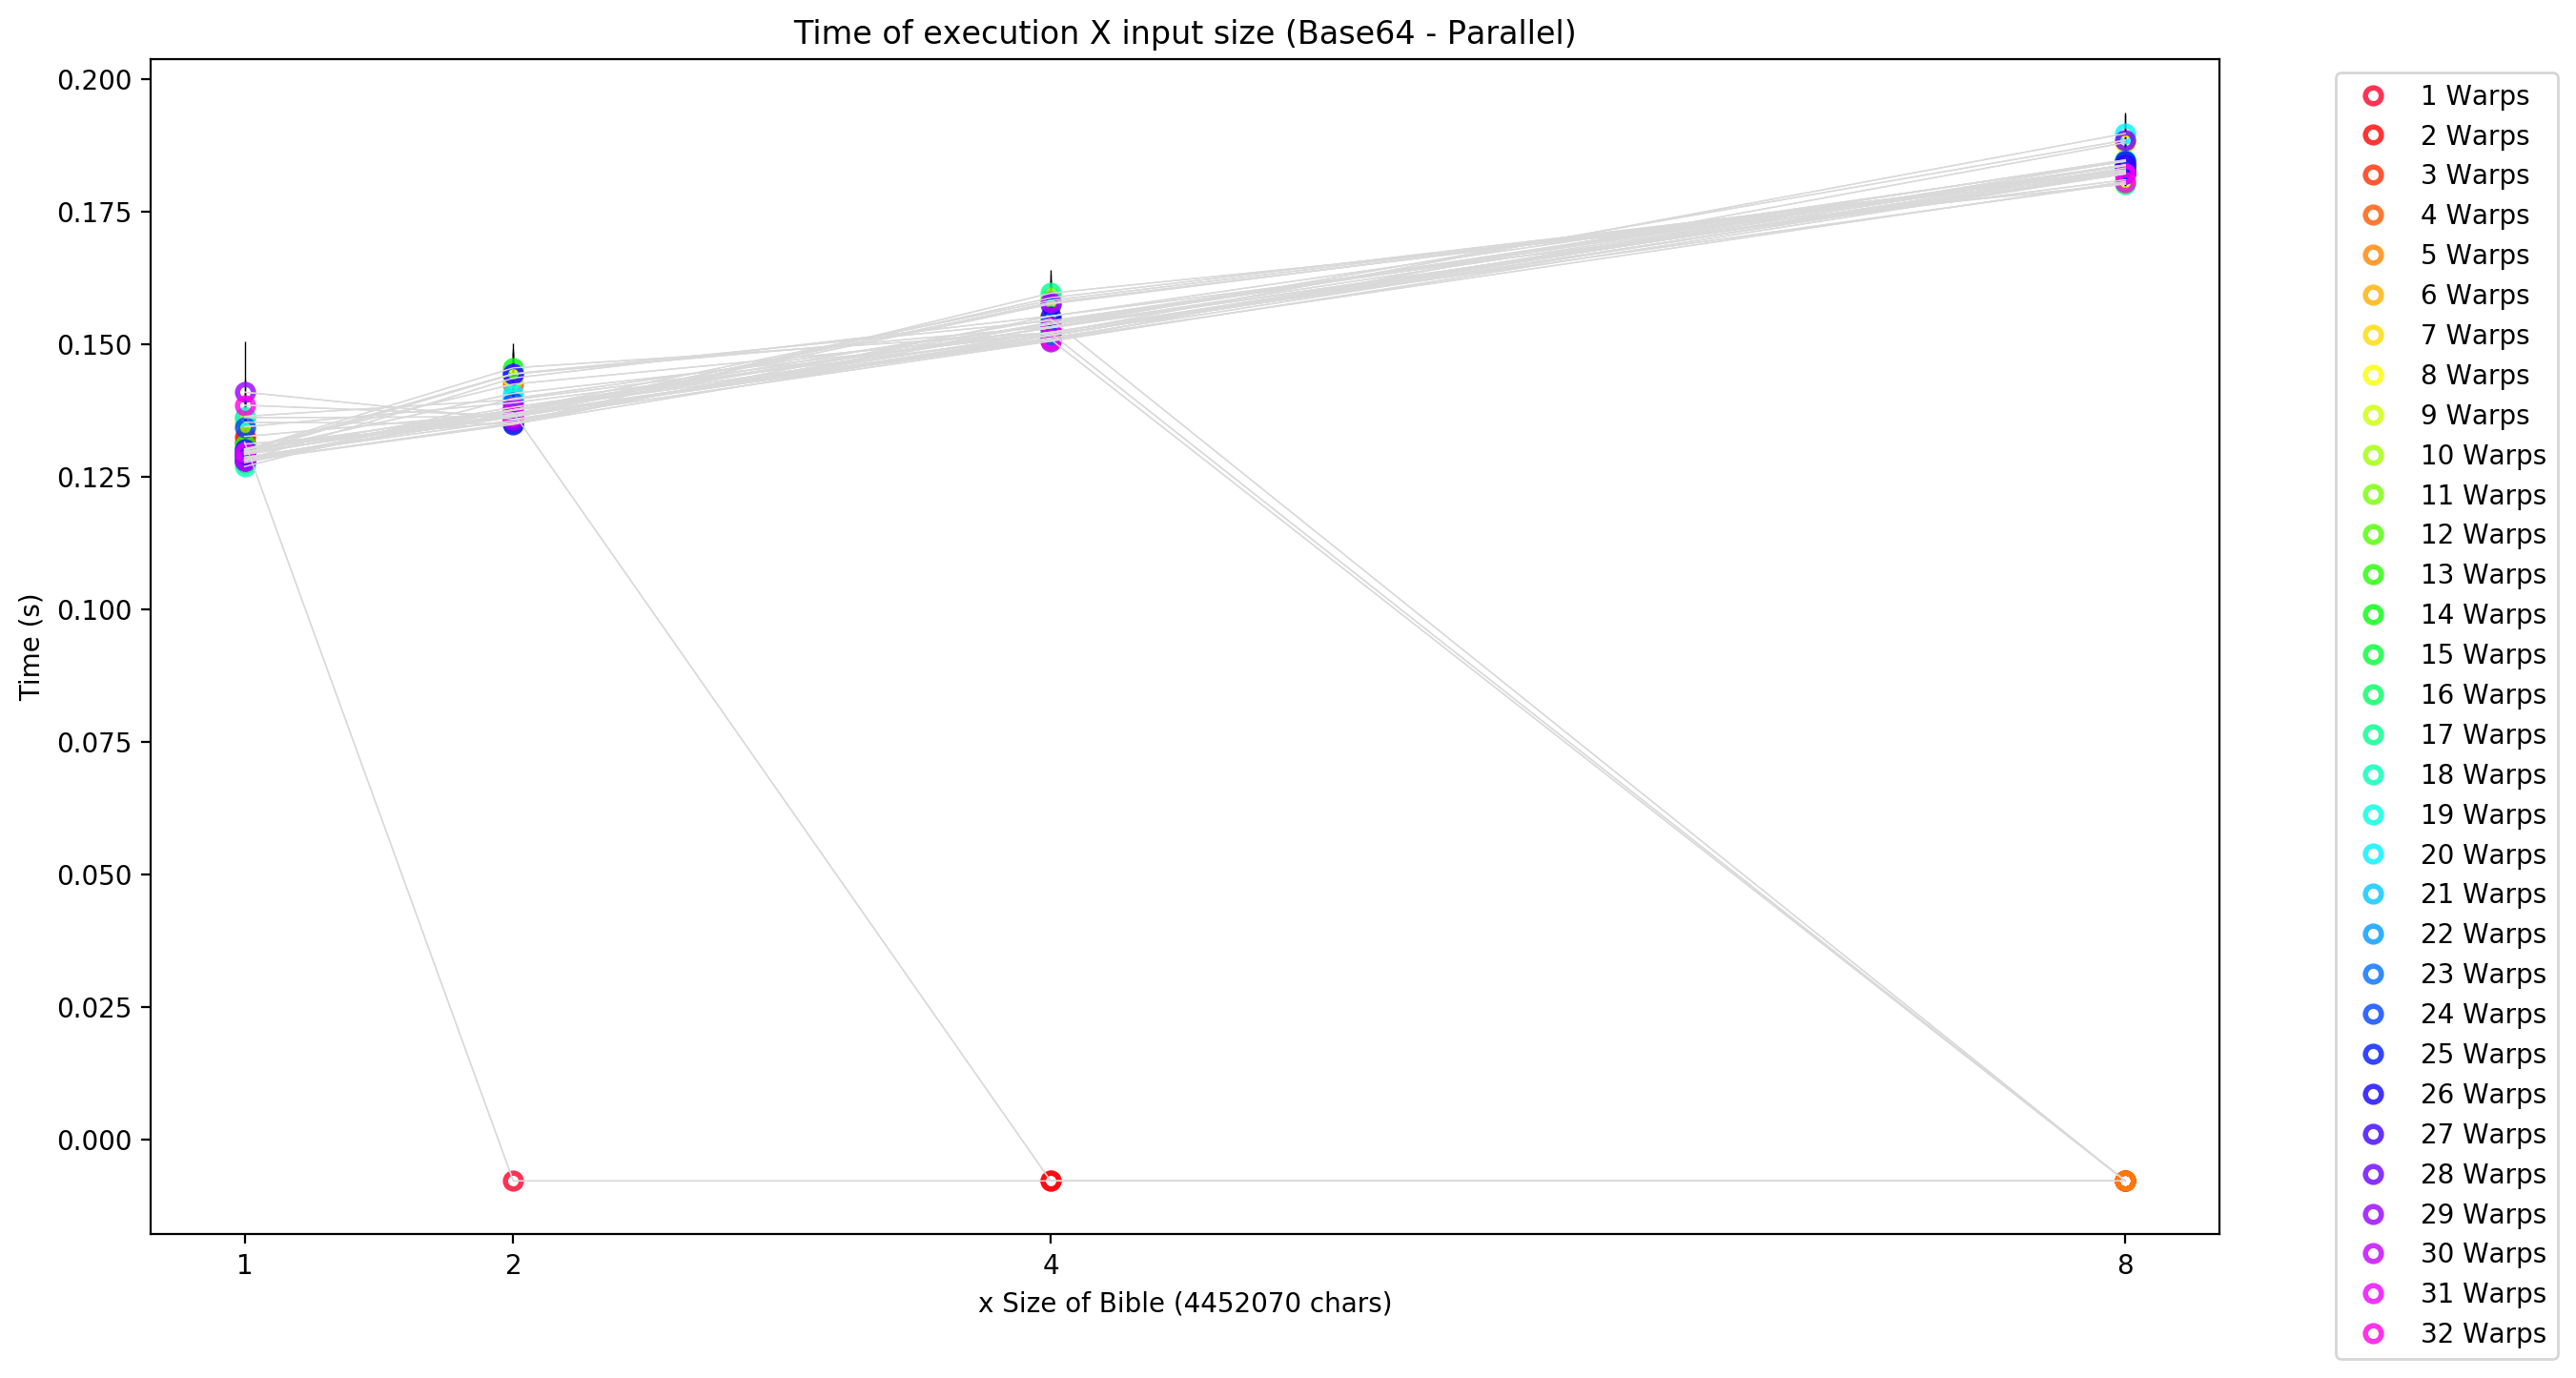 Time of execution X input size (Base64 - Parallel)
0.200
0.175
0.150
0.125
0.100
0.075
0.050
0.025
0.000
Time (s)
1 2 4 8
x Size of Bible (4452070 chars)
1 Warps
2 Warps
3 Warps
4 Warps
5 Warps
6 Warps
7 Warps
8 Warps
9 Warps
10 Warps
11 Warps
12 Warps
13 Warps
14 Warps
15 Warps
16 Warps
17 Warps
18 Warps
19 Warps
20 Warps
21 Warps
22 Warps
23 Warps
24 Warps
25 Warps
26 Warps
27 Warps
28 Warps
29 Warps
30 Warps
31 Warps
32 Warps